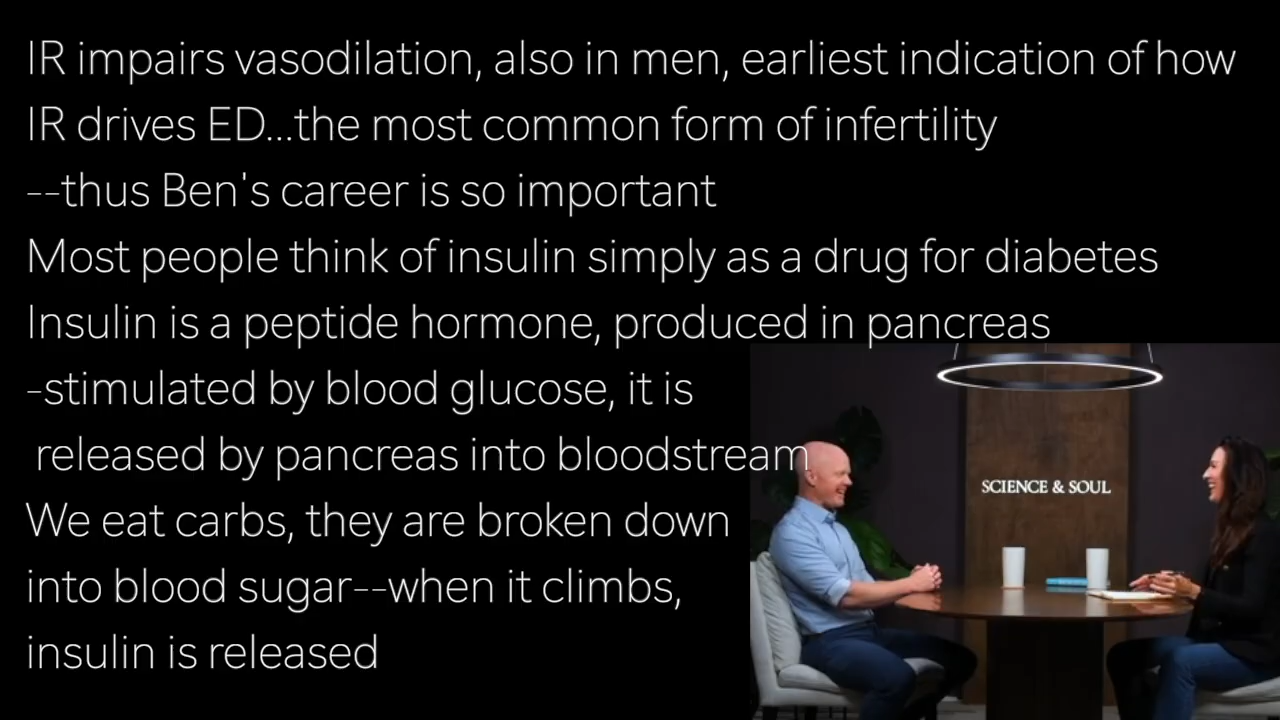 IR impairs vasodilation, also in men, earliest indication of how
IR drives ED...the most common form of infertility
--thus Ben's career is so important
Most people think of insulin simply as a drug for diabetes
Insulin is a peptide hormone, produced in pancreas
-stimulated by blood glucose, it is
released by pancreas into bloodstream
We eat carbs, they are broken down
into blood sugar--when it climbs,
insulin is released
SCIENCE & SOUL